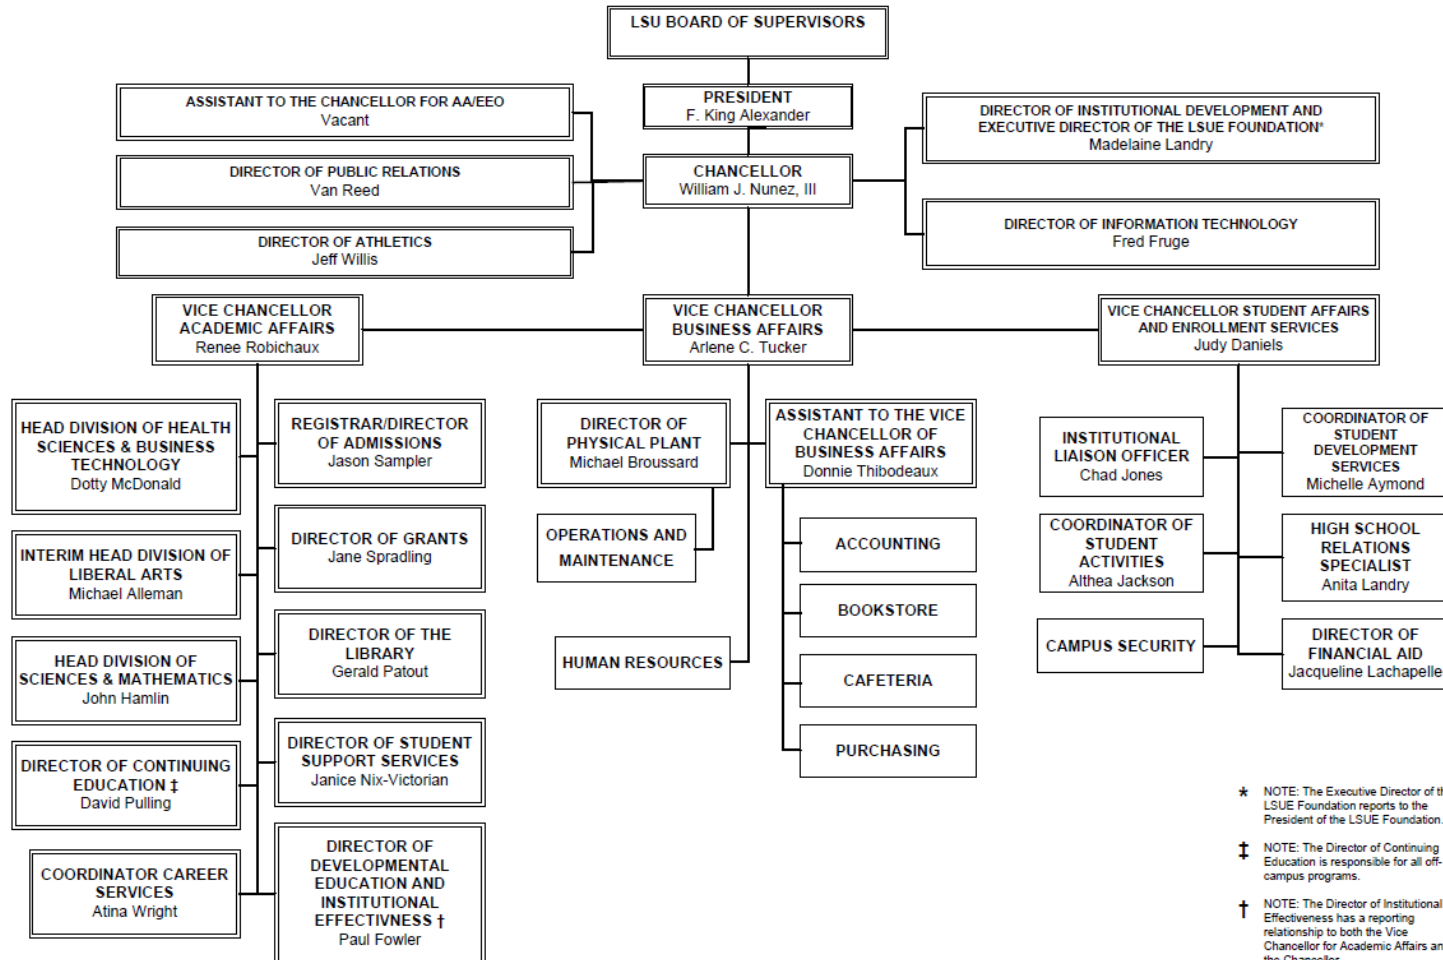 LSU BOARD OF SUPERVISORS
PRESIDENT
F. King Alexander
ASSISTANT TO THE CHANCELLOR FOR AA/EEO
Vacant
DIRECTOR OF INSTITUTIONAL DEVELOPMENT AND
EXECUTIVE DIRECTOR OF THE LSUE FOUNDATION*
Madelaine Landry
CHANCELLOR
William J. Nunez, III
DIRECTOR OF PUBLIC RELATIONS
Van Reed
DIRECTOR OF INFORMATION TECHNOLOGY
Fred Fruge
DIRECTOR OF ATHLETICS
Jeff Willis
VICE CHANCELLOR
ACADEMIC AFFAIRS
Renee Robichaux
VICE CHANCELLOR
BUSINESS AFFAIRS
Arlene C. Tucker
VICE CHANCELLOR STUDENT AFFAIRS
AND ENROLLMENT SERVICES
Judy Daniels
HEAD DIVISION OF HEALTH
SCIENCES & BUSINESS
TECHNOLOGY
Dotty McDonald
REGISTRAR/DIRECTOR
OF ADMISSIONS
Jason Sampler
INTERIM HEAD DIVISION OF
LIBERAL ARTS
Michael Alleman
DIRECTOR OF GRANTS
Jane Spradling
HEAD DIVISION OF
SCIENCES & MATHEMATICS
John Hamlin
DIRECTOR OF THE
LIBRARY
Gerald Patout
DIRECTOR OF CONTINUING
EDUCATION ‡
David Pulling
DIRECTOR OF STUDENT
SUPPORT SERVICES
Janice Nix-Victorian
COORDINATOR CAREER
SERVICES
Atina Wright
DIRECTOR OF
DEVELOPMENTAL
EDUCATION AND
INSTITUTIONAL
EFFECTIVNESS †
Paul Fowler
DIRECTOR OF
PHYSICAL PLANT
Michael Broussard
ASSISTANT TO THE VICE
CHANCELLOR OF
BUSINESS AFFAIRS
Donnie Thibodeaux
OPERATIONS AND
MAINTENANCE
HUMAN RESOURCES
ACCOUNTING
BOOKSTORE
CAFETERIA
PURCHASING
INSTITUTIONAL
LIAISON OFFICER
Chad Jones
COORDINATOR OF
STUDENT
DEVELOPMENT
SERVICES
Michelle Aymond
COORDINATOR OF
STUDENT
ACTIVITIES
Althea Jackson
HIGH SCHOOL
RELATIONS
SPECIALIST
Anita Landry
CAMPUS SECURITY
DIRECTOR OF
FINANCIAL AID
Jacqueline Lachapelle
* NOTE: The Executive Director of th
LSUE Foundation reports to the
President of the LSUE Foundation.
‡ NOTE: The Director of Continuing
Education is responsible for all off-
campus programs.
† NOTE: The Director of Institutional
Effectiveness has a reporting
relationship to both the Vice
Chancellor for Academic Affairs an
the Chancellor